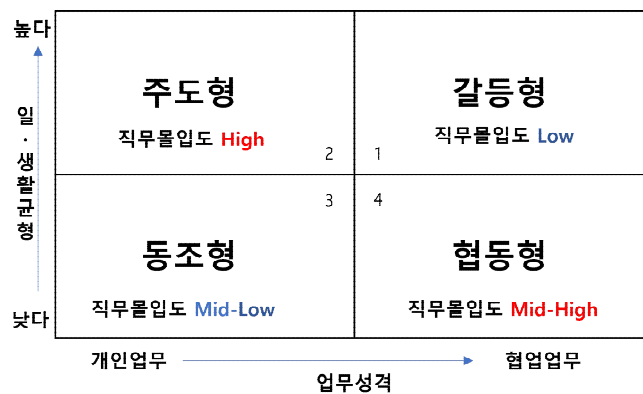 높다
주도형
직무몰입도 High
2
갈등형
직무몰입도 Low
1
일·생활균형
동조형
직무몰입도 Mid-Low
3
협동형
직무몰입도 Mid-High
4
낮다
개인업무
업무성격
협업업무